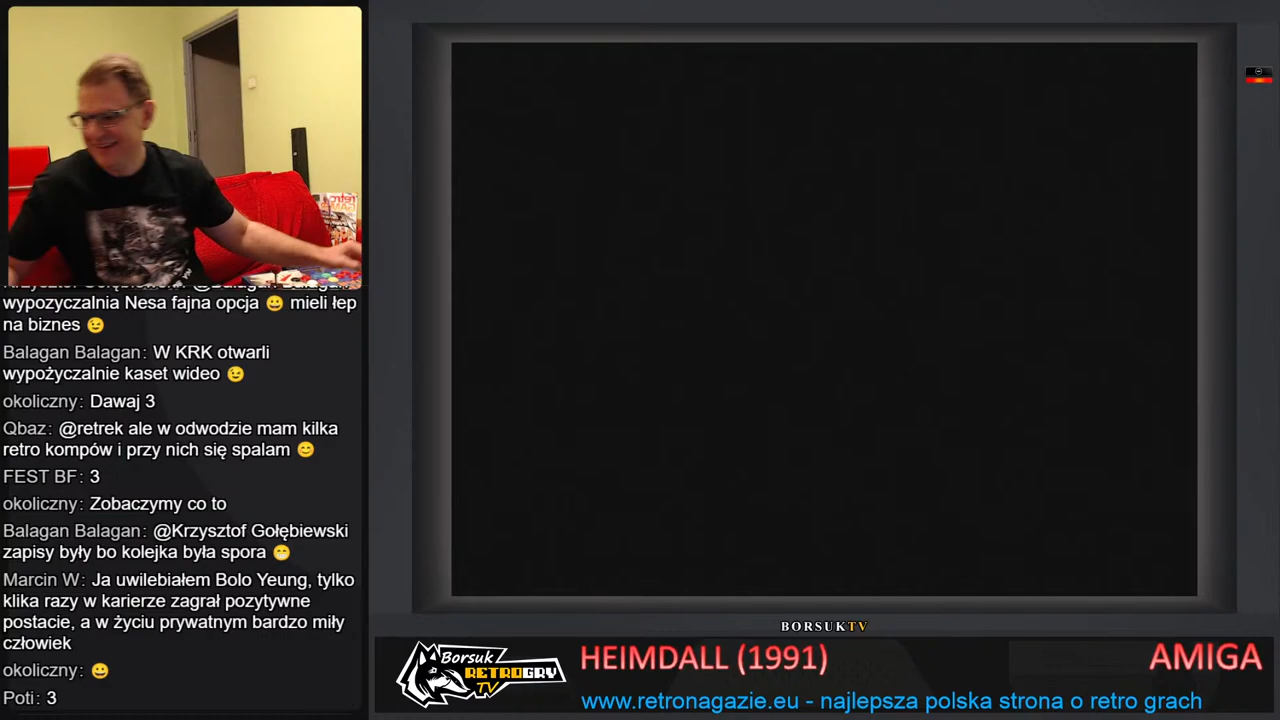 wypozyczalnia Nesa fajna opcja 😀 mieli łep
na biznes 😉
Balagan Balagan: W KRK otwarli
wypożyczalnie kaset wideo 😉
okoliczny: Dawaj 3
Qbaz: @retrek ale w odwodzie mam kilka
retro kompów i przy nich się spalam 😊
FEST BF: 3
okoliczny: Zobaczymy co to
Balagan Balagan: @Krzysztof Gołębiewski
zapisy były bo kolejka była spora 😁
Marcin W: Ja uwilebiałem Bolo Yeung, tylko
klika razy w karierze zagrał pozytywne
postacie, a w życiu prywatnym bardzo miły
człowiek
okoliczny: 😀
Poti: 3
BORSUKTV
Borsuk
RETROGRY
TV
HEIMDALL (1991)
AMIGA
www.retronagazie.eu - najlepsza polska strona o retro grach